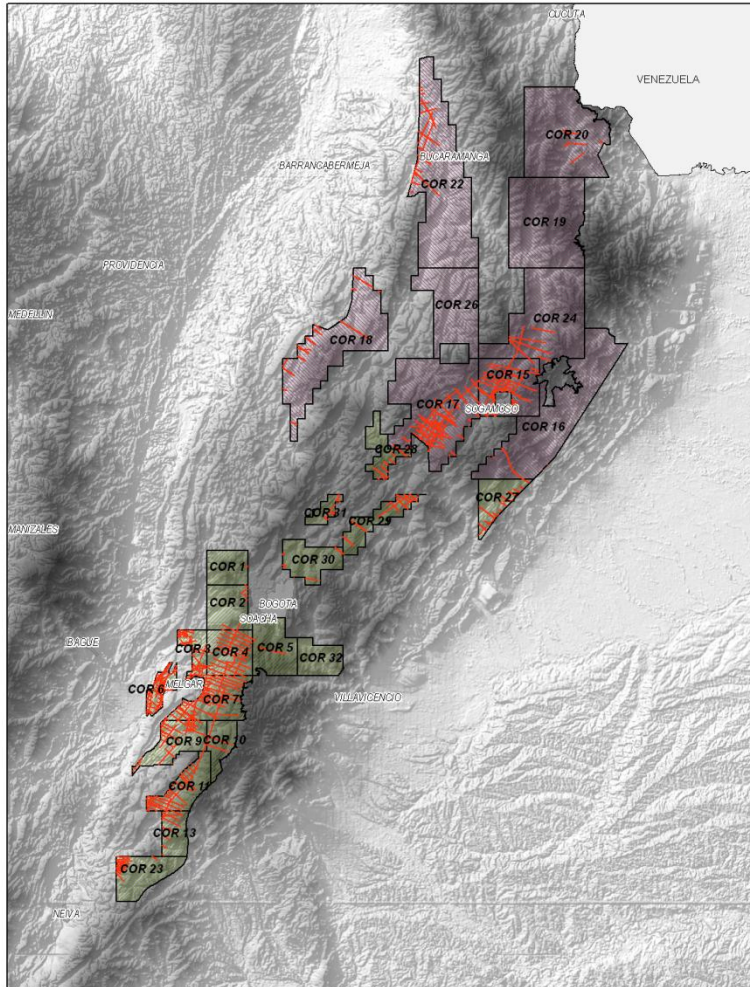 CUCUTA
VENEZUELA
COR 20
BARRANCABERMEJA
BUCARAMANGA
COR 22
COR 19
PROVIDENCIA
COR 26
MEDELLIN
COR 24
COR 18
COR 15
COR 17
SOGAMOSO
COR 16
COR 28
COR 27
COR 31
COR 29
MANIZALES
COR 30
COR 1
COR 2
BOGOTA
SOACHA
IBAGUE
COR 3
COR 4
COR 5
COR 32
COR 6
MELGAR
VILLAVICENCIO
COR 7
COR 9
COR 10
COR 11
COR 13
COR 23
NEIVA